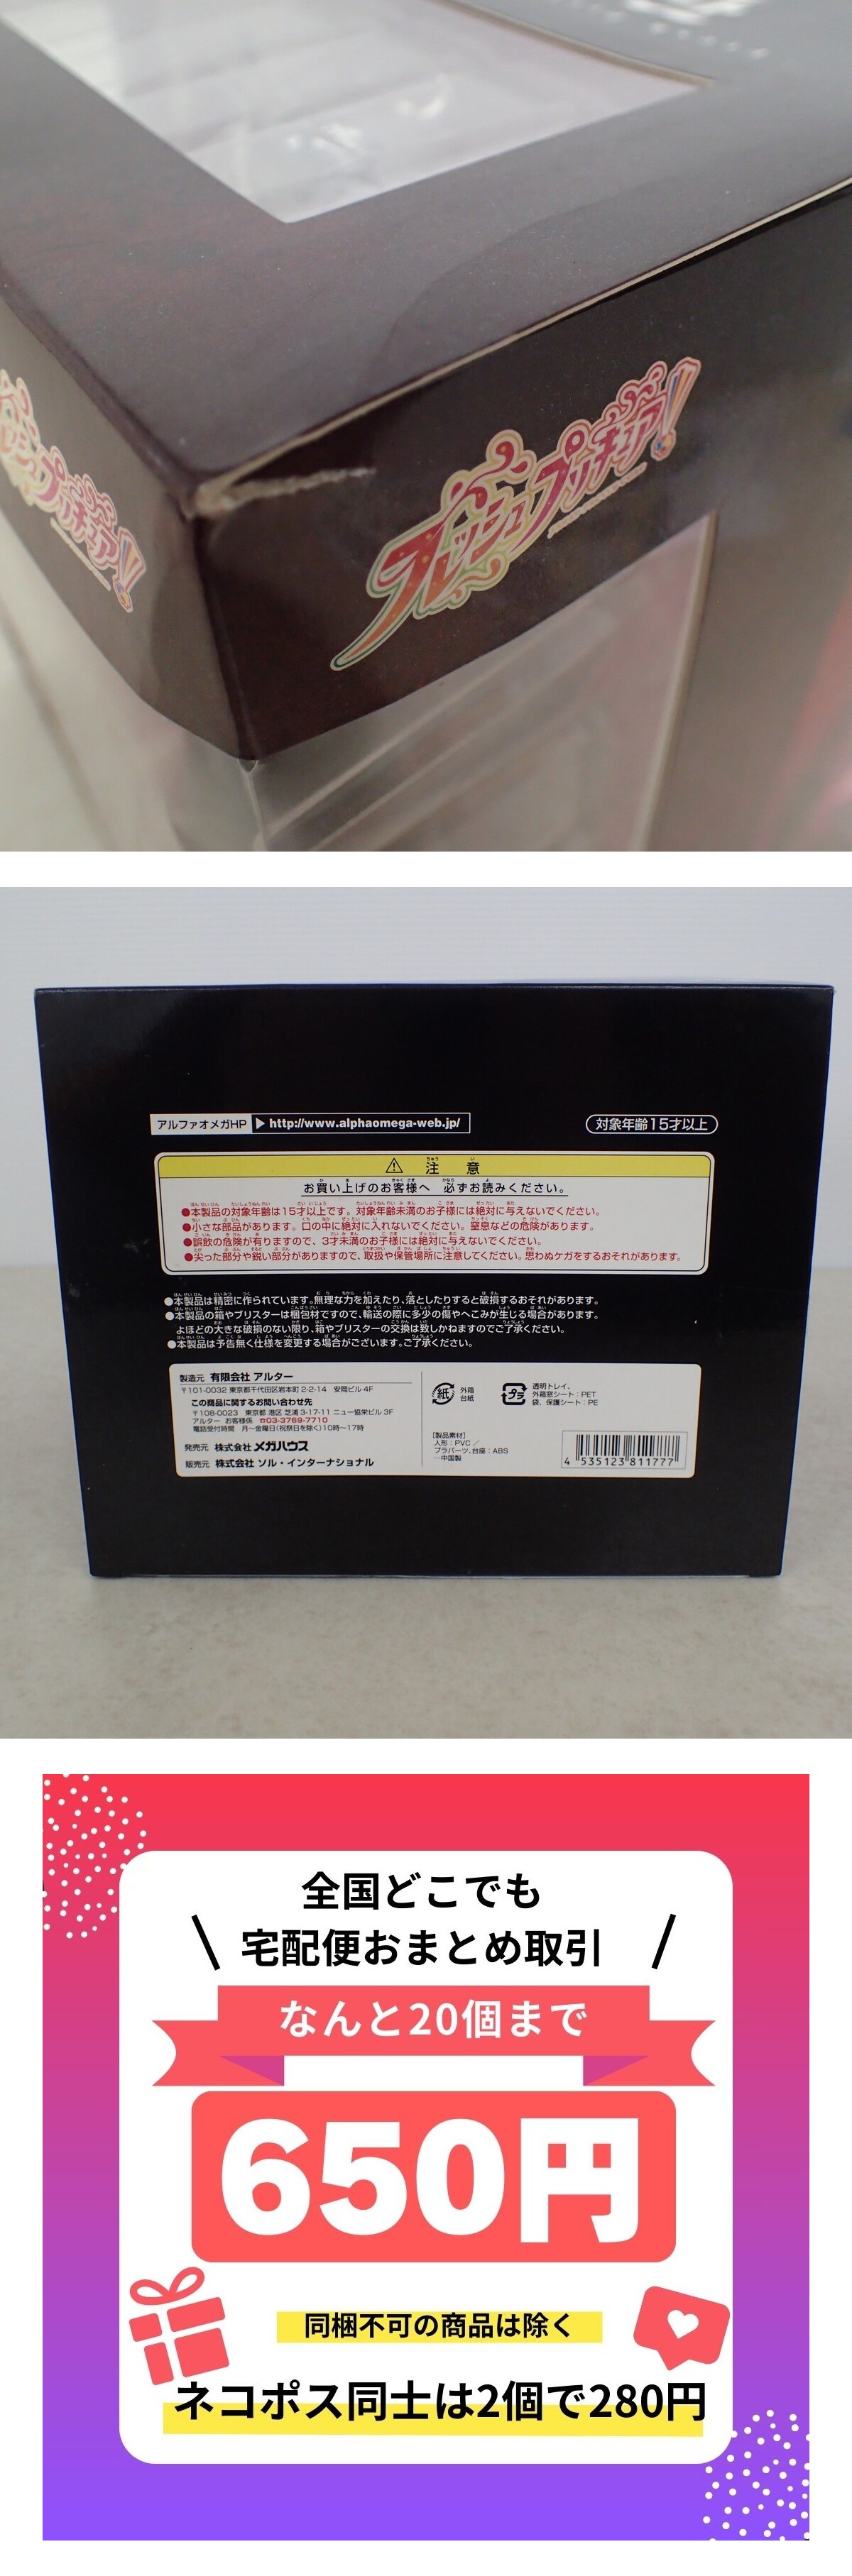 フレッシュプリキュア!
フレッシュプリキュア!
アルファオメガHP ▶ http://www.alphaomega-web.jp/
対象年齢15才以上
⚠ 注意
お買い上げのお客様へ 必ずお読みください。
●本製品の対象年齢は15才以上です。対象年齢未満のお子様には絶対に与えないでください。
●小さな部品があります。口の中に絶対に入れないでください。窒息などの危険があります。
●誤飲の危険が有りますので、3才未満のお子様には絶対に与えないでください。
●尖った部分や鋭い部分がありますので、取扱や保管場所に注意してください。思わぬケガをするおそれがあります。
●本製品は精密に作られています。無理な力を加えたり、落としたりすると破損するおそれがあります。
●本製品の箱やブリスターは梱包材ですので、輸送の際に多少の傷やへこみが生じる場合があります。
よほどの大きな破損のない限り、箱やブリスターの交換は致しかねますのでご了承ください。
●本製品は予告無く仕様を変更する場合がございます。ご了承ください。
製造元 有限会社 アルター
〒101-0032 東京都千代田区岩本町 2-2-14 安岡ビル 4F
この商品に関するお問い合わせ先
〒108-0023 東京都 港区 芝浦 3-17-11 ニュー協栄ビル 3F
アルター お客様係 ☎03-3769-7710
電話受付時間 月〜金曜日(祝祭日を除く)10時〜17時
発売元 株式会社 メガハウス
販売元 株式会社 ソル・インターナショナル
紙 外箱
台紙
プラ 透明トレイ、
外箱窓シート:PET
袋、保護シート:PE
[製品素材]
人形:PVC/
プラパーツ、台座:ABS
中国製
4 535123 811777
全国どこでも
宅配便おまとめ取引
なんと20個まで
650円
同梱不可の商品は除く
ネコポス同士は2個で280円